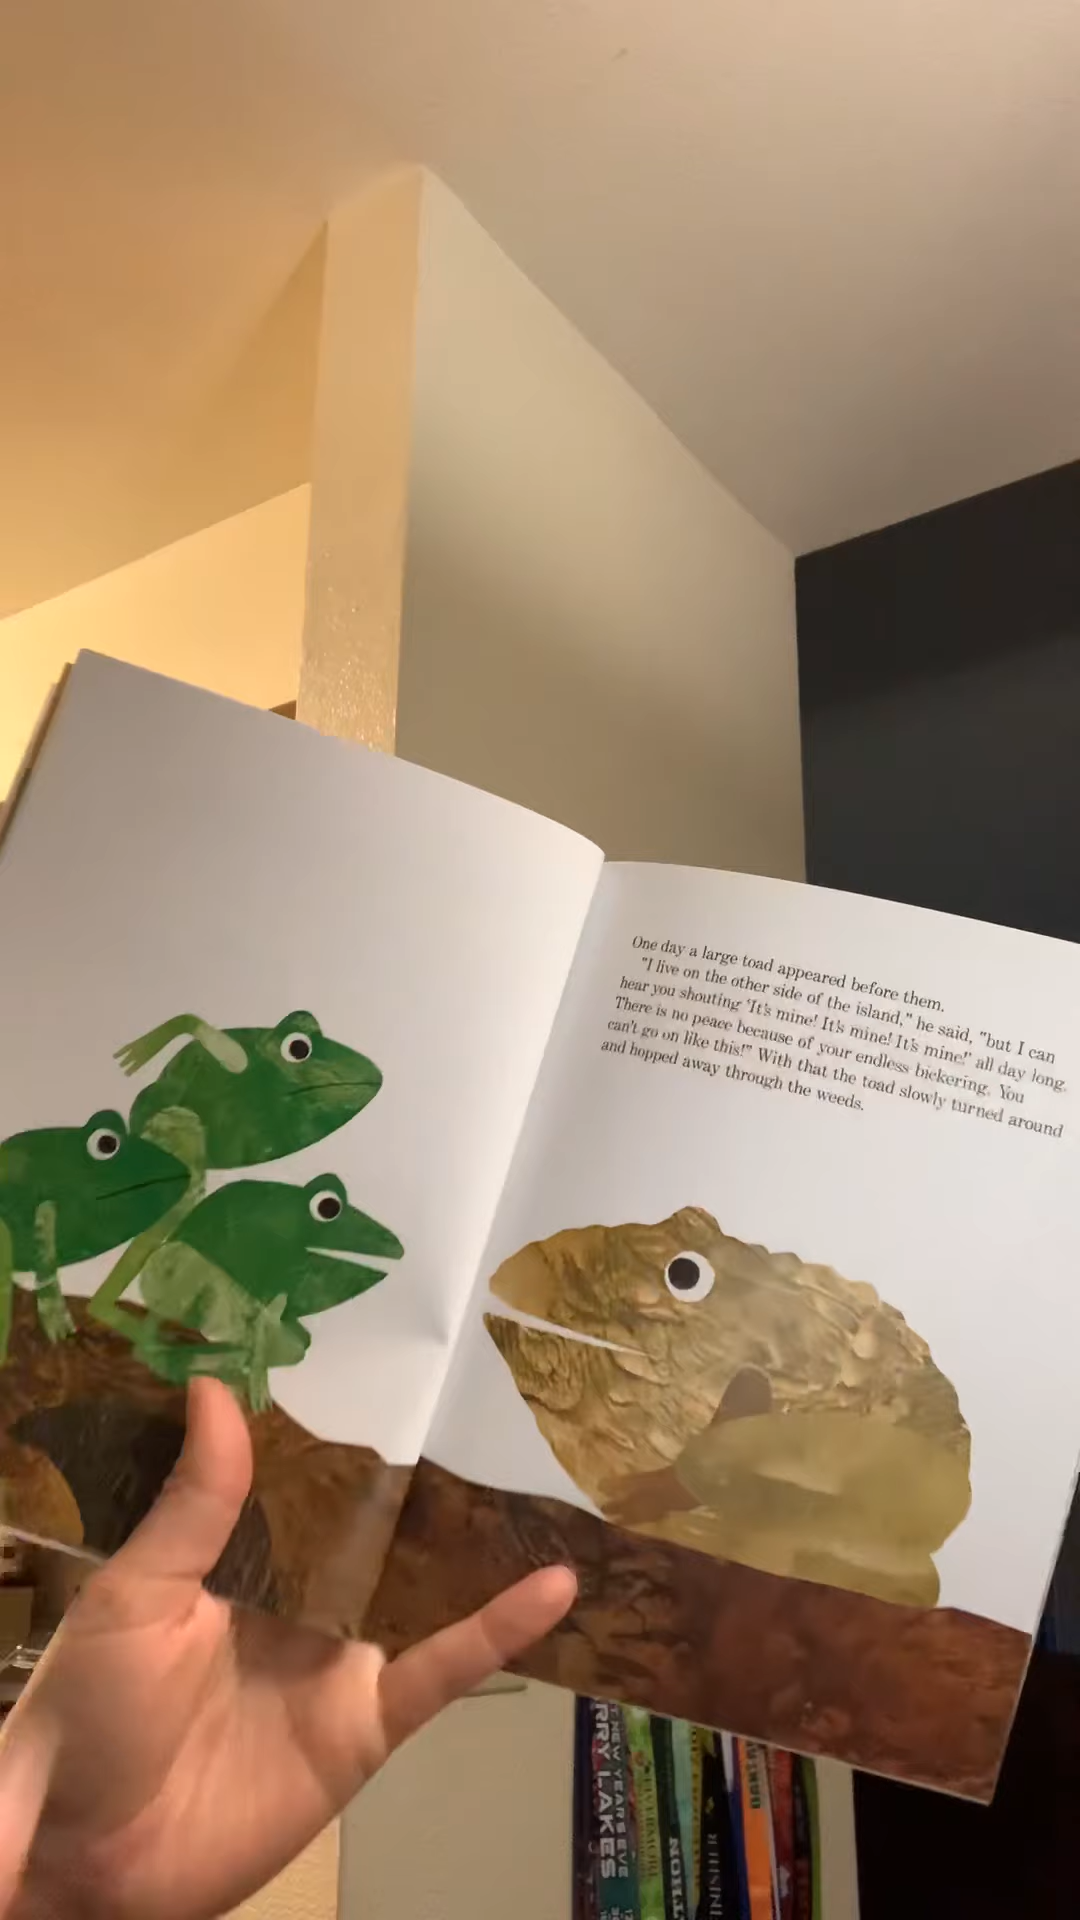 One day a large toad appeared before them.
"I live on the other side of the island," he said, "but I can
hear you shouting 'It's mine! It's mine! It's mine!' all day long.
There is no peace because of your endless bickering. You
can't go on like this!" With that the toad slowly turned around
and hopped away through the weeds.
NEW YEARS EVE
RRY LAKES